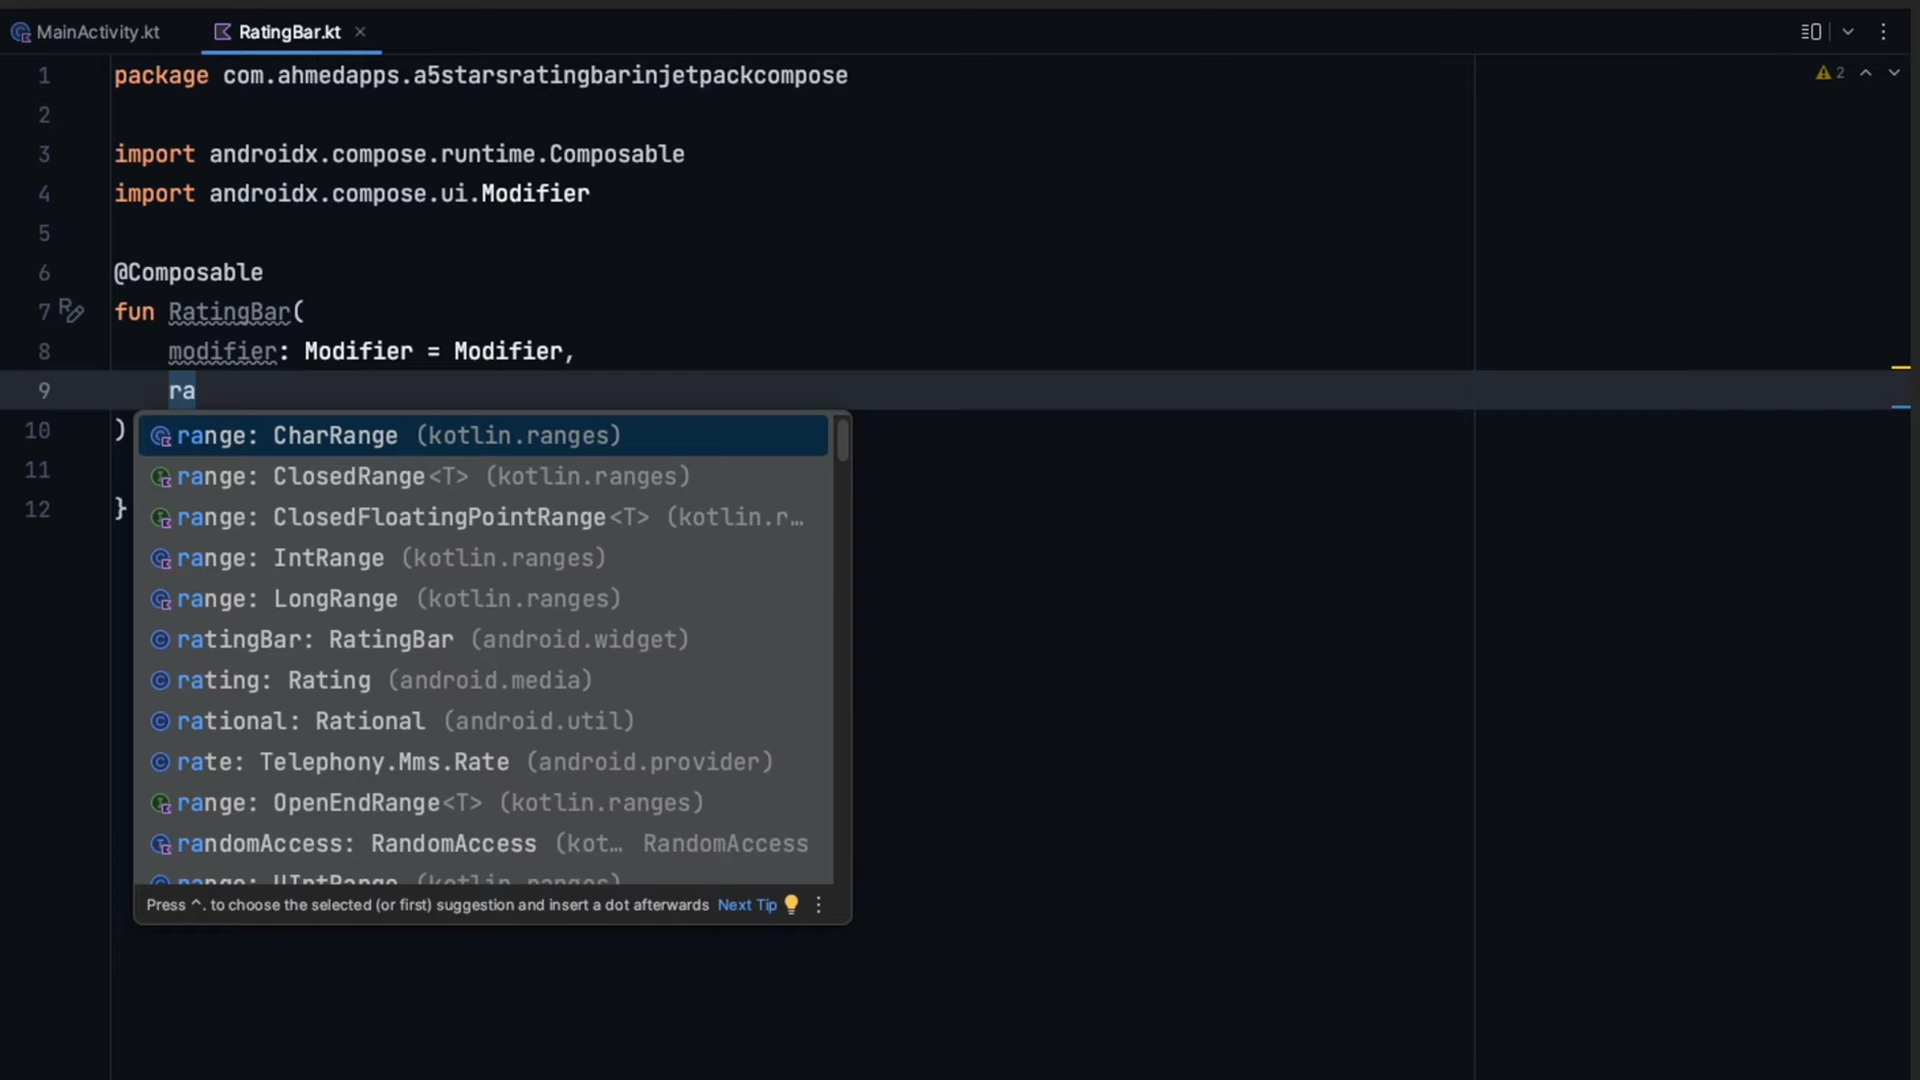 MainActivity.kt
RatingBar.kt
2
1 package com.ahmedapps.a5starsratingbarinjetpackcompose
2
3 import androidx.compose.runtime.Composable
4 import androidx.compose.ui.Modifier
5
6 @Composable
7 fun RatingBar(
8 modifier: Modifier = Modifier,
9 ra
10 )
11
12 }
range: CharRange (kotlin.ranges)
range: ClosedRange<T> (kotlin.ranges)
range: ClosedFloatingPointRange<T> (kotlin.r…
range: IntRange (kotlin.ranges)
range: LongRange (kotlin.ranges)
ratingBar: RatingBar (android.widget)
rating: Rating (android.media)
rational: Rational (android.util)
rate: Telephony.Mms.Rate (android.provider)
range: OpenEndRange<T> (kotlin.ranges)
randomAccess: RandomAccess (kot… RandomAccess
range: UIntRange (kotlin.ranges)
Press ^. to choose the selected (or first) suggestion and insert a dot afterwards Next Tip